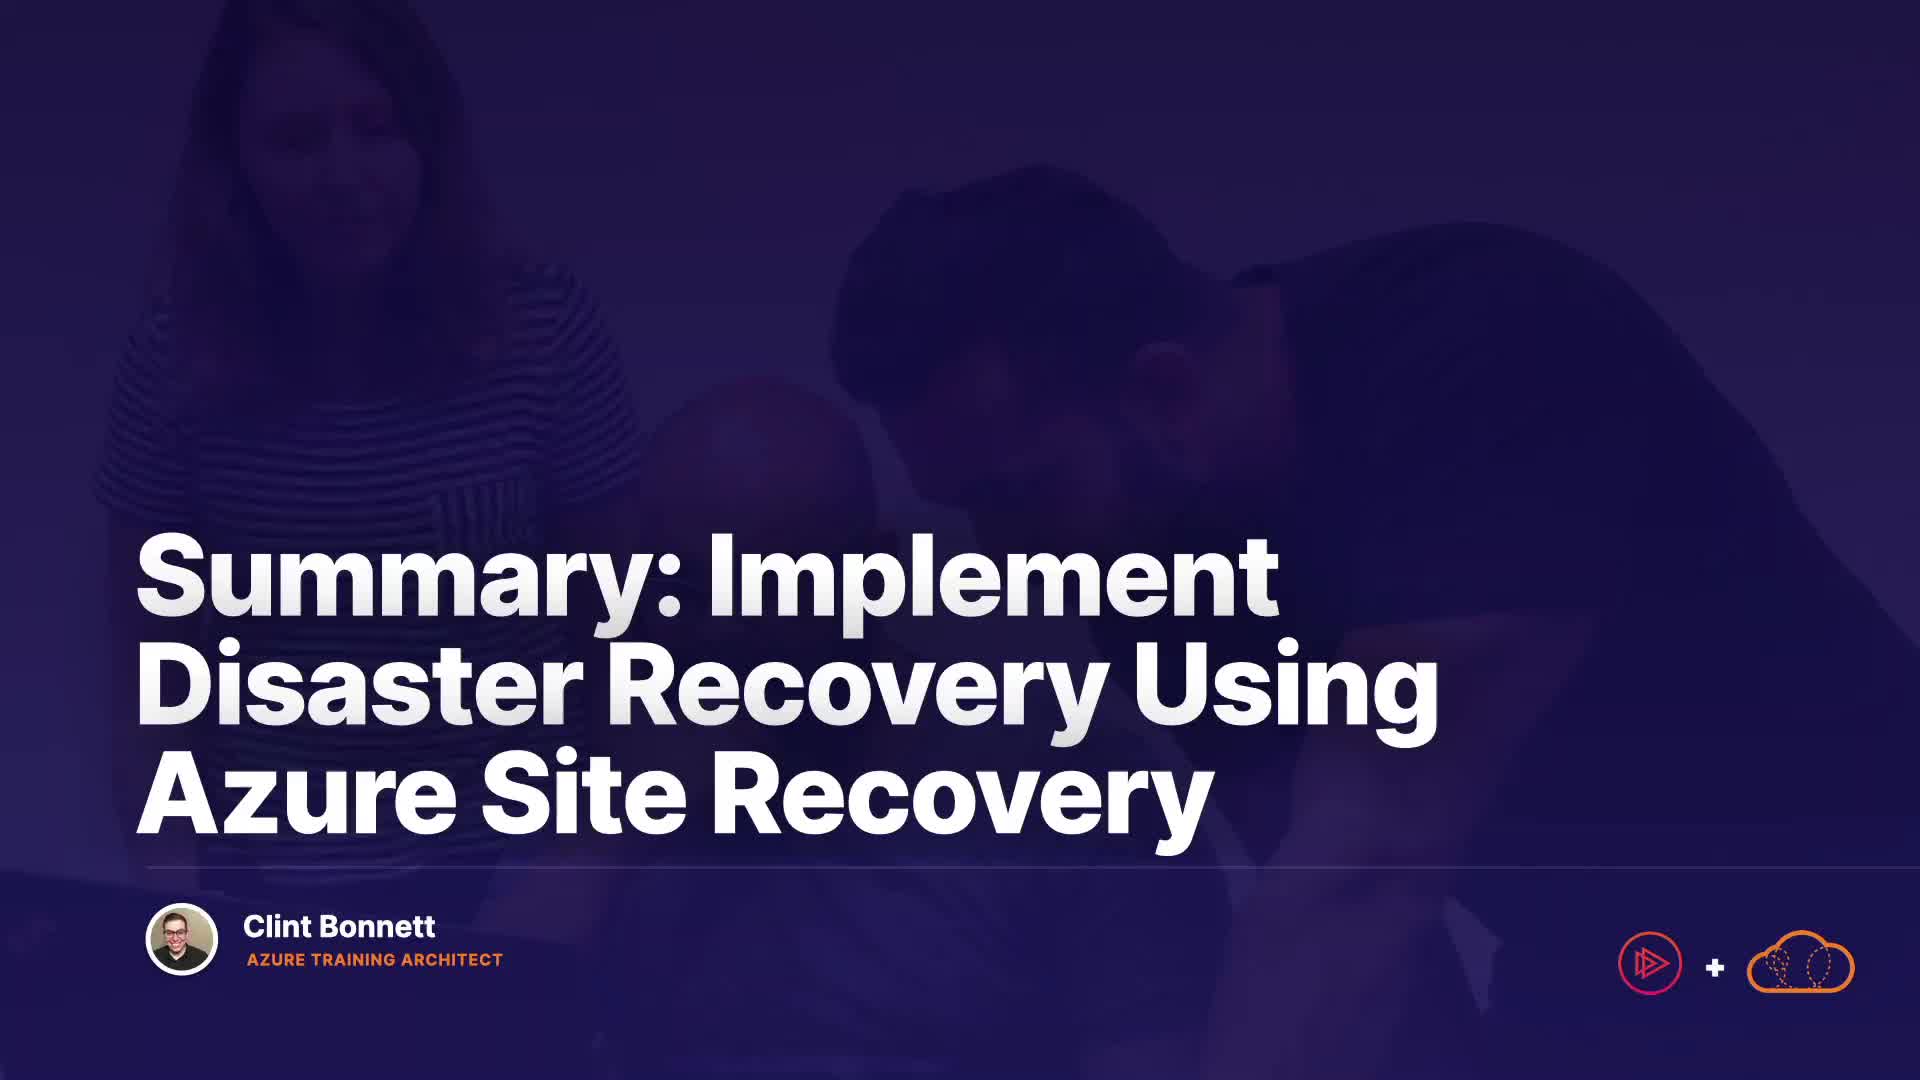 Summary: Implement
Disaster Recovery Using
Azure Site Recovery
Clint Bonnett
AZURE TRAINING ARCHITECT
+